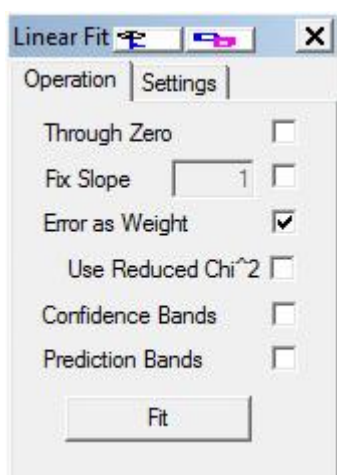 Linear Fit
Operation Settings
Through Zero
Fix Slope 1
Error as Weight
Use Reduced Chi^2
Confidence Bands
Prediction Bands
Fit